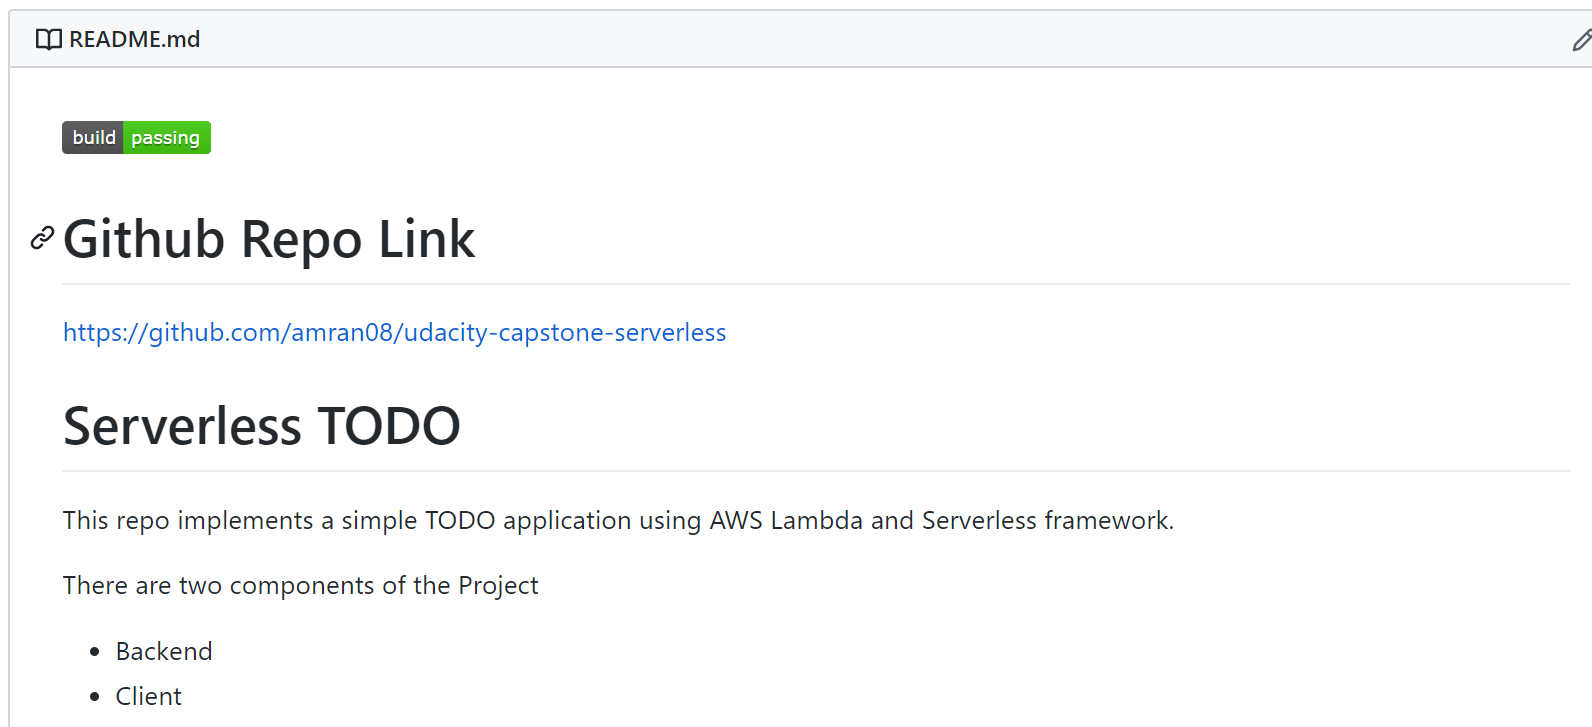 README.md
build passing
Github Repo Link
https://github.com/amran08/udacity-capstone-serverless
Serverless TODO
This repo implements a simple TODO application using AWS Lambda and Serverless framework.
There are two components of the Project
Backend
Client